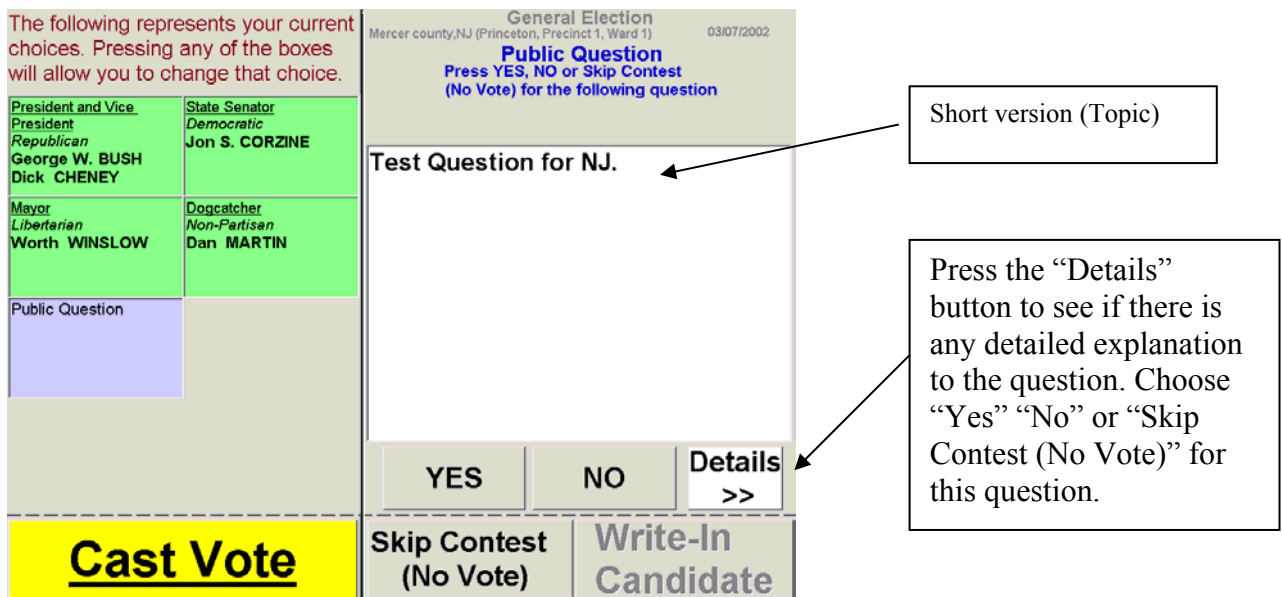 The following represents your current
choices. Pressing any of the boxes
will allow you to change that choice.
President and Vice
President
Republican
George W. BUSH
Dick CHENEY
State Senator
Democratic
Jon S. CORZINE
Mayor
Libertarian
Worth WINSLOW
Dogcatcher
Non-Partisan
Dan MARTIN
Public Question
Cast Vote
General Election
Mercer county,NJ (Princeton, Precinct 1, Ward 1)
03/07/2002
Public Question
Press YES, NO or Skip Contest
(No Vote) for the following question
Test Question for NJ.
YES
NO
Details
>>
Skip Contest
(No Vote)
Write-In
Candidate
Short version (Topic)
Press the “Details”
button to see if there is
any detailed explanation
to the question. Choose
“Yes” “No” or “Skip
Contest (No Vote)” for
this question.